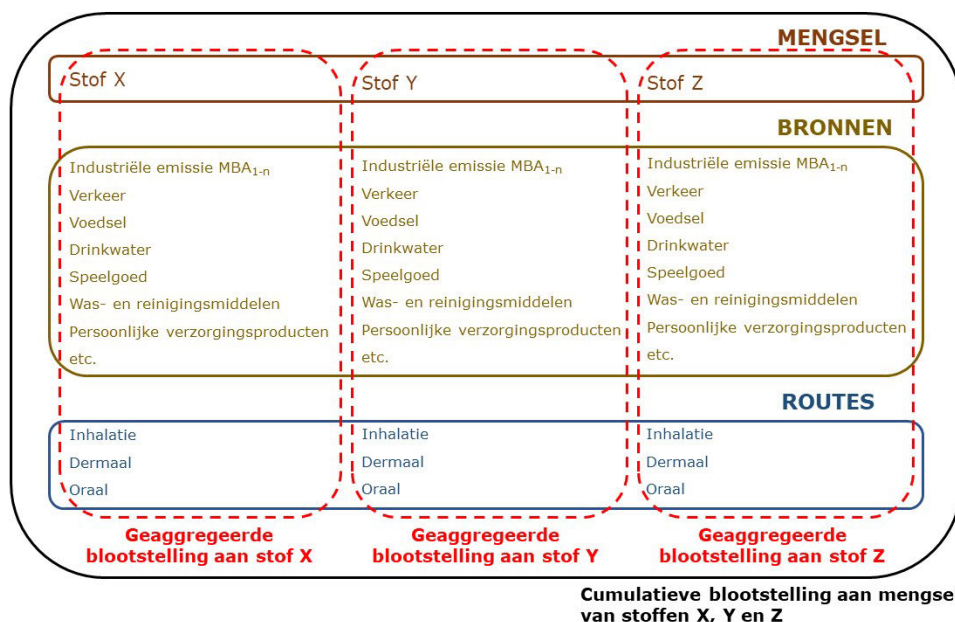 MENGSEL
Stof X
Stof Y
Stof Z
BRONNEN
Industriële emissie MBA1-n
Verkeer
Voedsel
Drinkwater
Speelgoed
Was- en reinigingsmiddelen
Persoonlijke verzorgingsproducten
etc.
Industriële emissie MBA1-n
Verkeer
Voedsel
Drinkwater
Speelgoed
Was- en reinigingsmiddelen
Persoonlijke verzorgingsproducten
etc.
Industriële emissie MBA1-n
Verkeer
Voedsel
Drinkwater
Speelgoed
Was- en reinigingsmiddelen
Persoonlijke verzorgingsproducten
etc.
ROUTES
Inhalatie
Dermaal
Oraal
Inhalatie
Dermaal
Oraal
Inhalatie
Dermaal
Oraal
Geaggregeerde
blootstelling aan stof X
Geaggregeerde
blootstelling aan stof Y
Geaggregeerde
blootstelling aan stof Z
Cumulatieve blootstelling aan mengse
van stoffen X, Y en Z